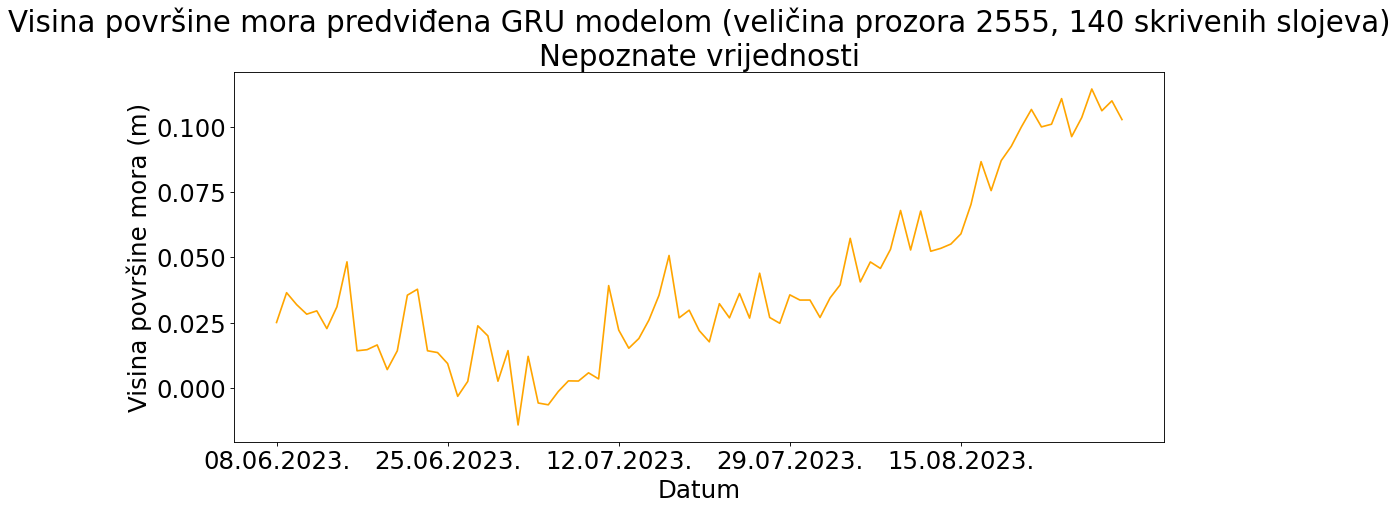 Visina površine mora predviđena GRU modelom (veličina prozora 2555, 140 skrivenih slojeva)
Nepoznate vrijednosti
Visina površine mora (m)
0.100
0.075
0.050
0.025
0.000
08.06.2023. 25.06.2023. 12.07.2023. 29.07.2023. 15.08.2023.
Datum